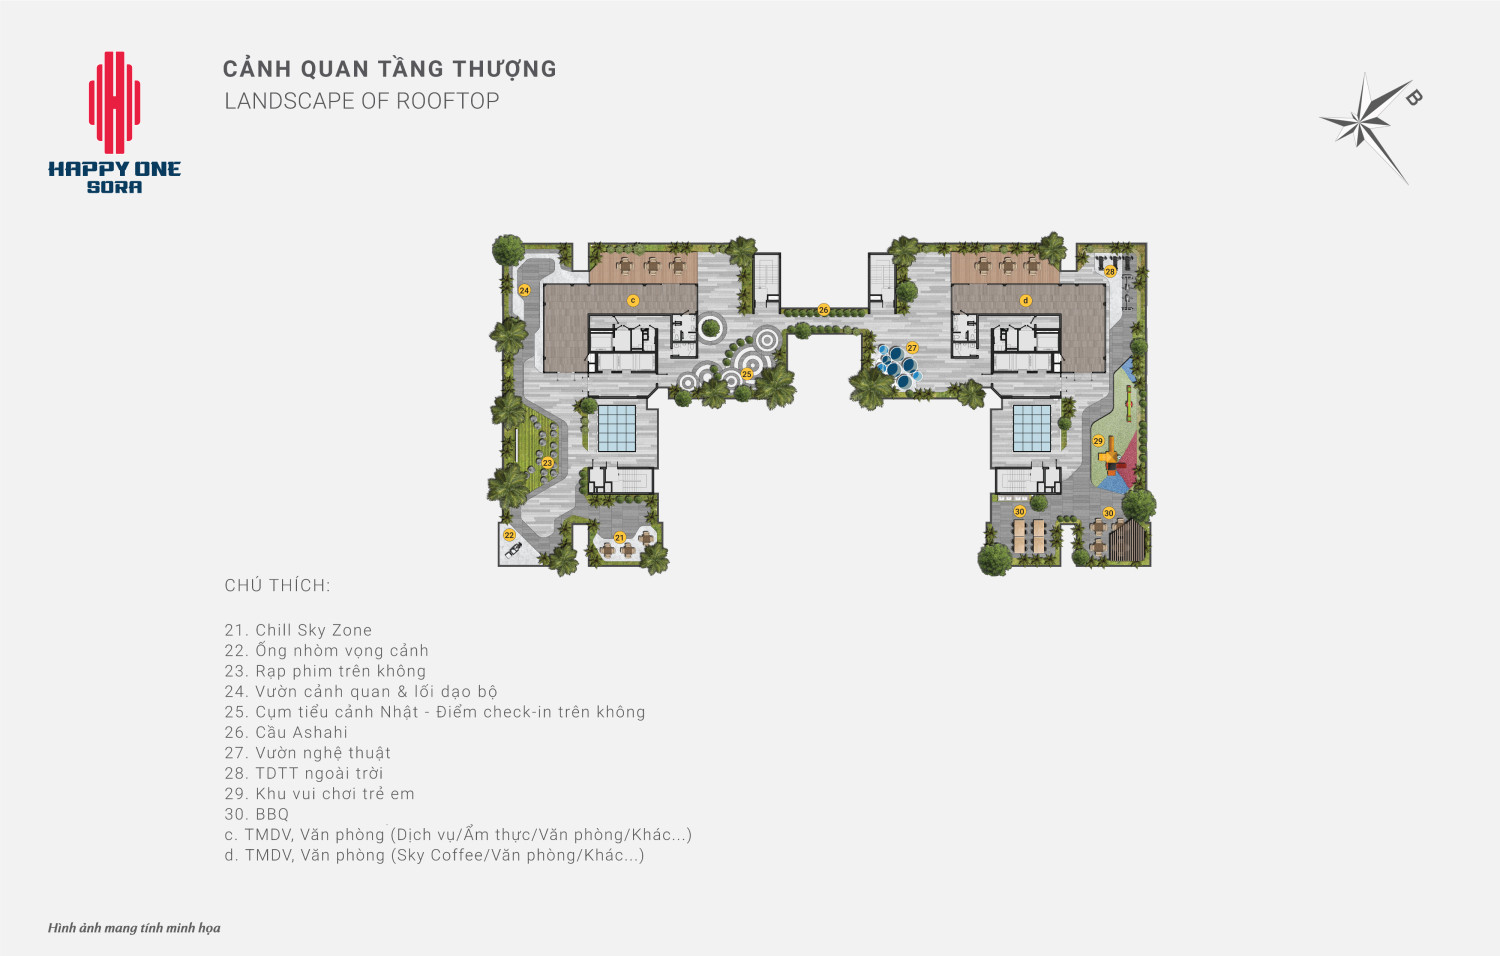 CẢNH QUAN TẦNG THƯỢNG
LANDSCAPE OF ROOFTOP
HAPPY ONE
SORA
B
24
c
26
d
28
27
25
29
23
22
21
30
30
CHÚ THÍCH:
21. Chill Sky Zone
22. Ống nhòm vọng cảnh
23. Rạp phim trên không
24. Vườn cảnh quan & lối dạo bộ
25. Cụm tiểu cảnh Nhật - Điểm check-in trên không
26. Cầu Ashahi
27. Vườn nghệ thuật
28. TDTT ngoài trời
29. Khu vui chơi trẻ em
30. BBQ
c. TMDV, Văn phòng (Dịch vụ/Ẩm thực/Văn phòng/Khác...)
d. TMDV, Văn phòng (Sky Coffee/Văn phòng/Khác...)
Hình ảnh mang tính minh họa